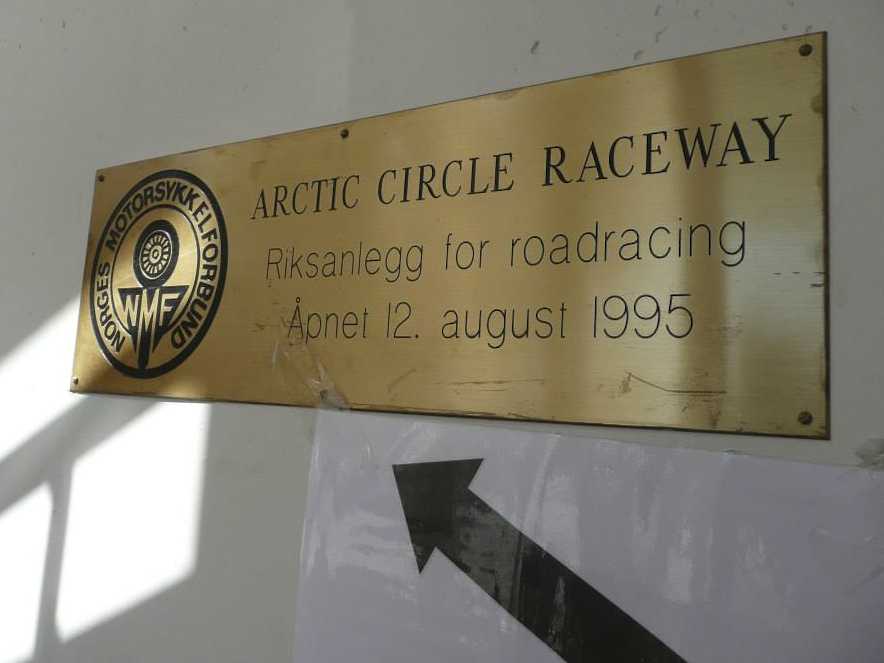 ARCTIC CIRCLE RACEWAY
Riksanlegg for roadracing
Åpnet 12. august 1995
NORGES MOTORSYKKELFORBUND
NMF